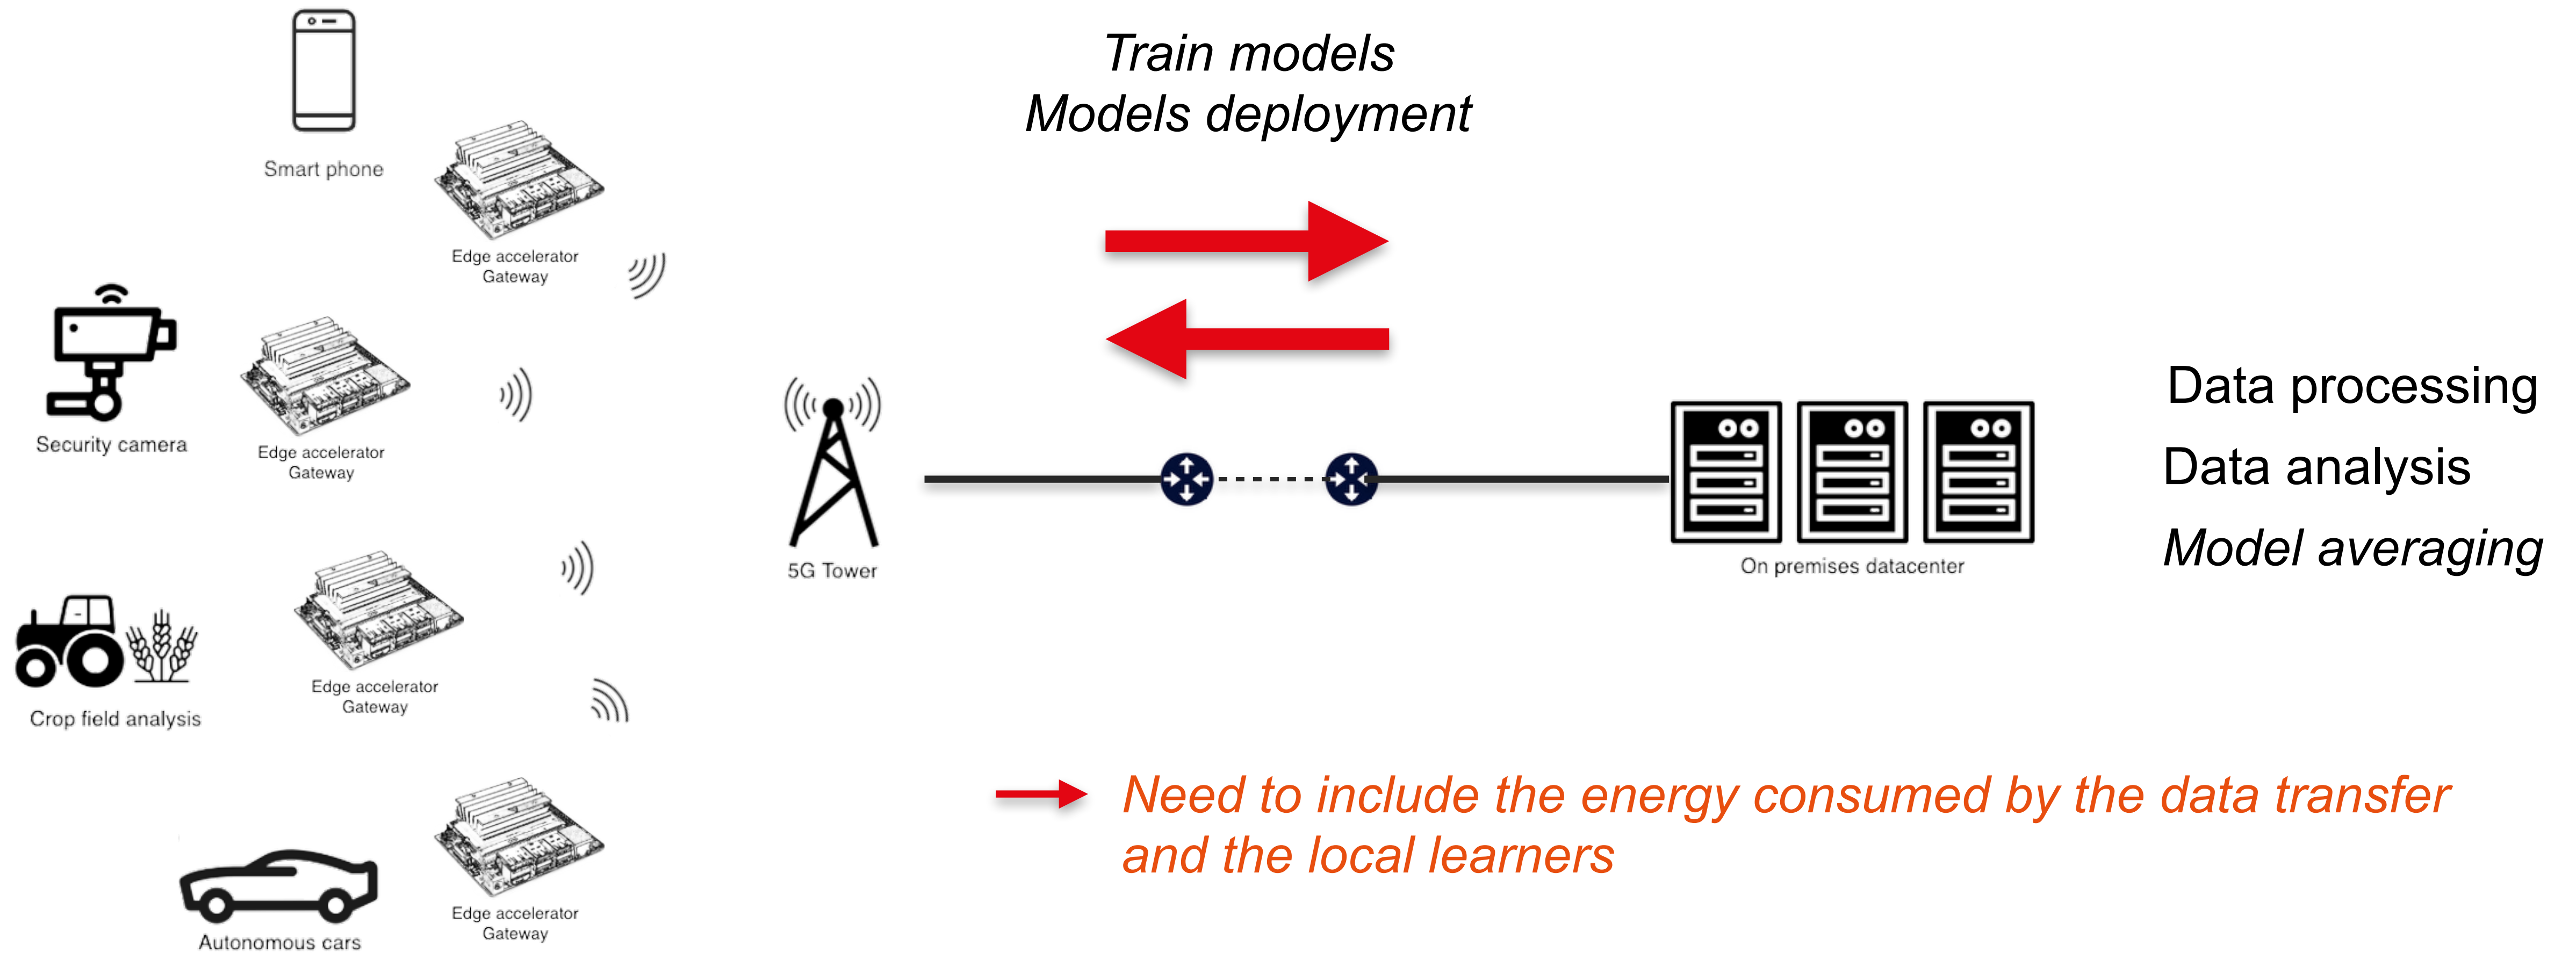 Train models
Models deployment
Smart phone
Edge accelerator
Gateway
Security camera
Edge accelerator
Gateway
5G Tower
On premises datacenter
Data processing
Data analysis
Model averaging
Crop field analysis
Edge accelerator
Gateway
Need to include the energy consumed by the data transfer
and the local learners
Autonomous cars
Edge accelerator
Gateway